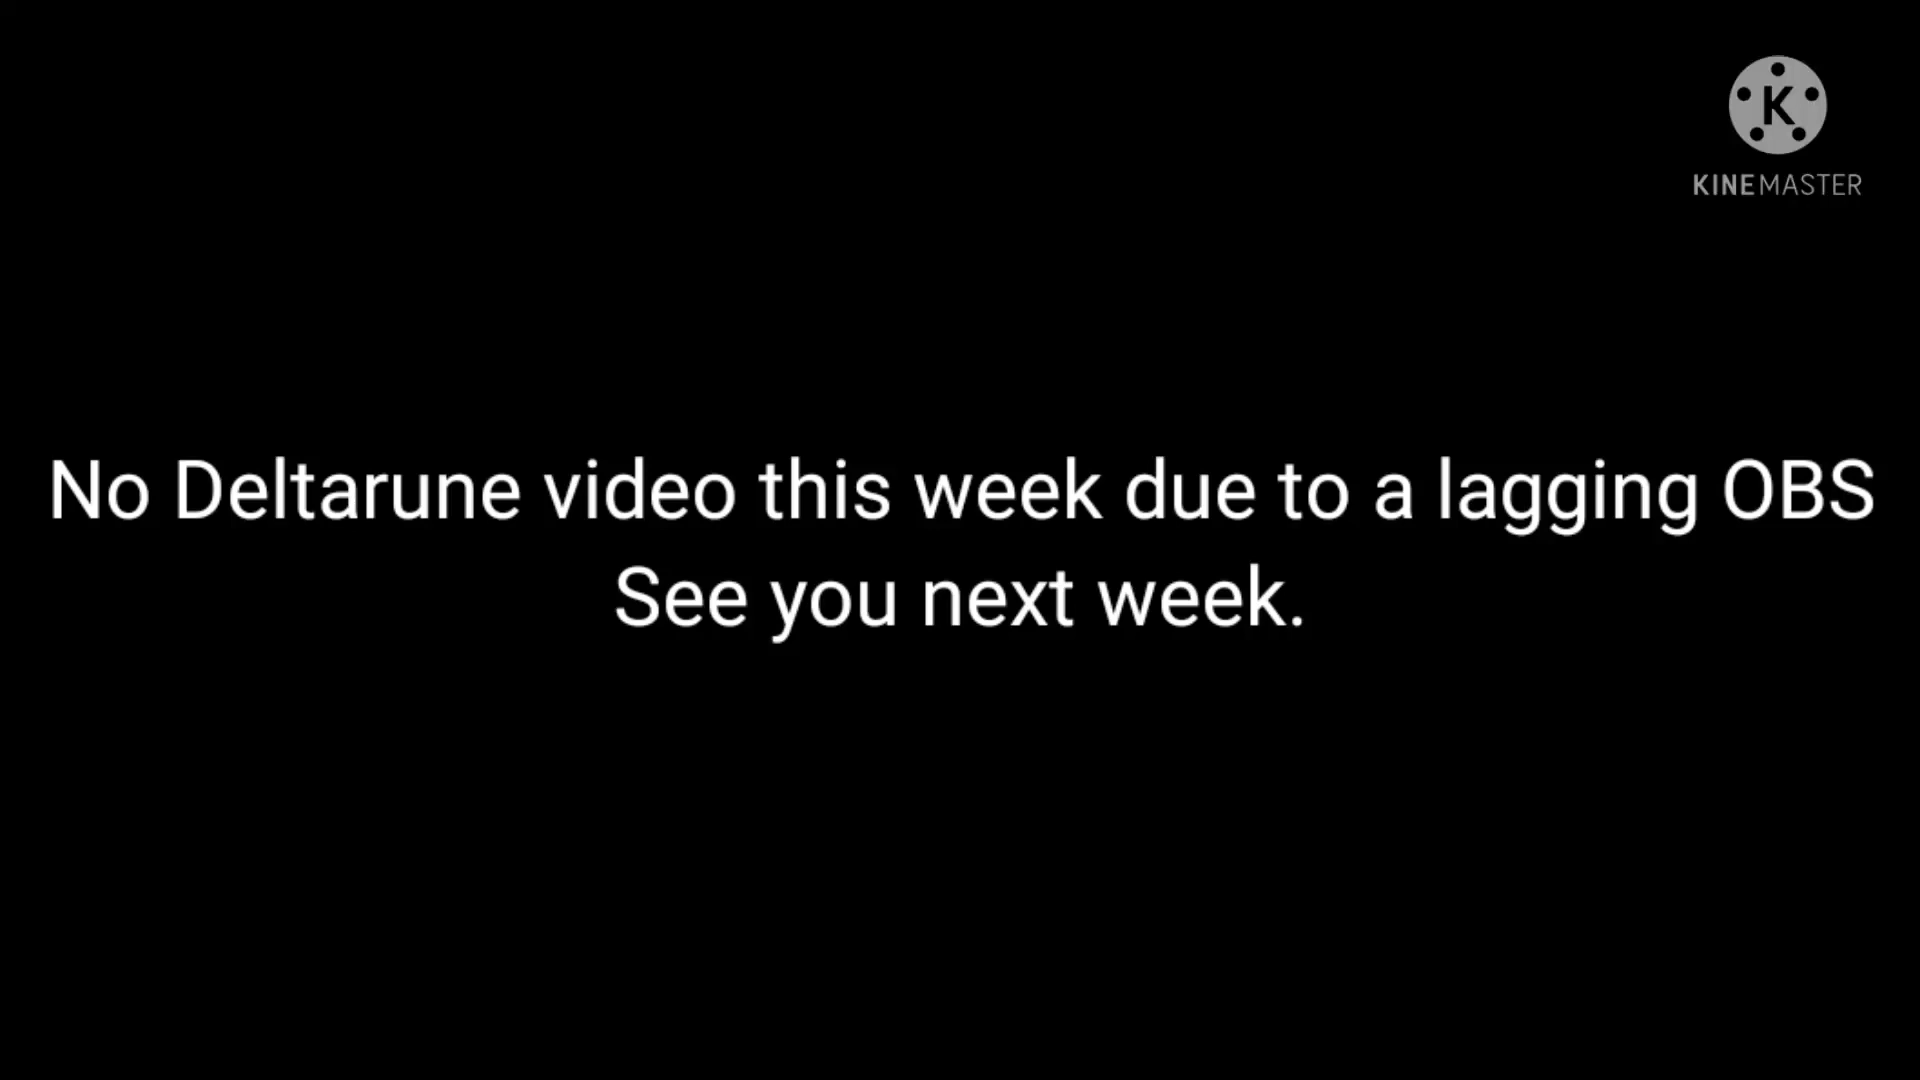 K
KINEMASTER
No Deltarune video this week due to a lagging OBS
See you next week.